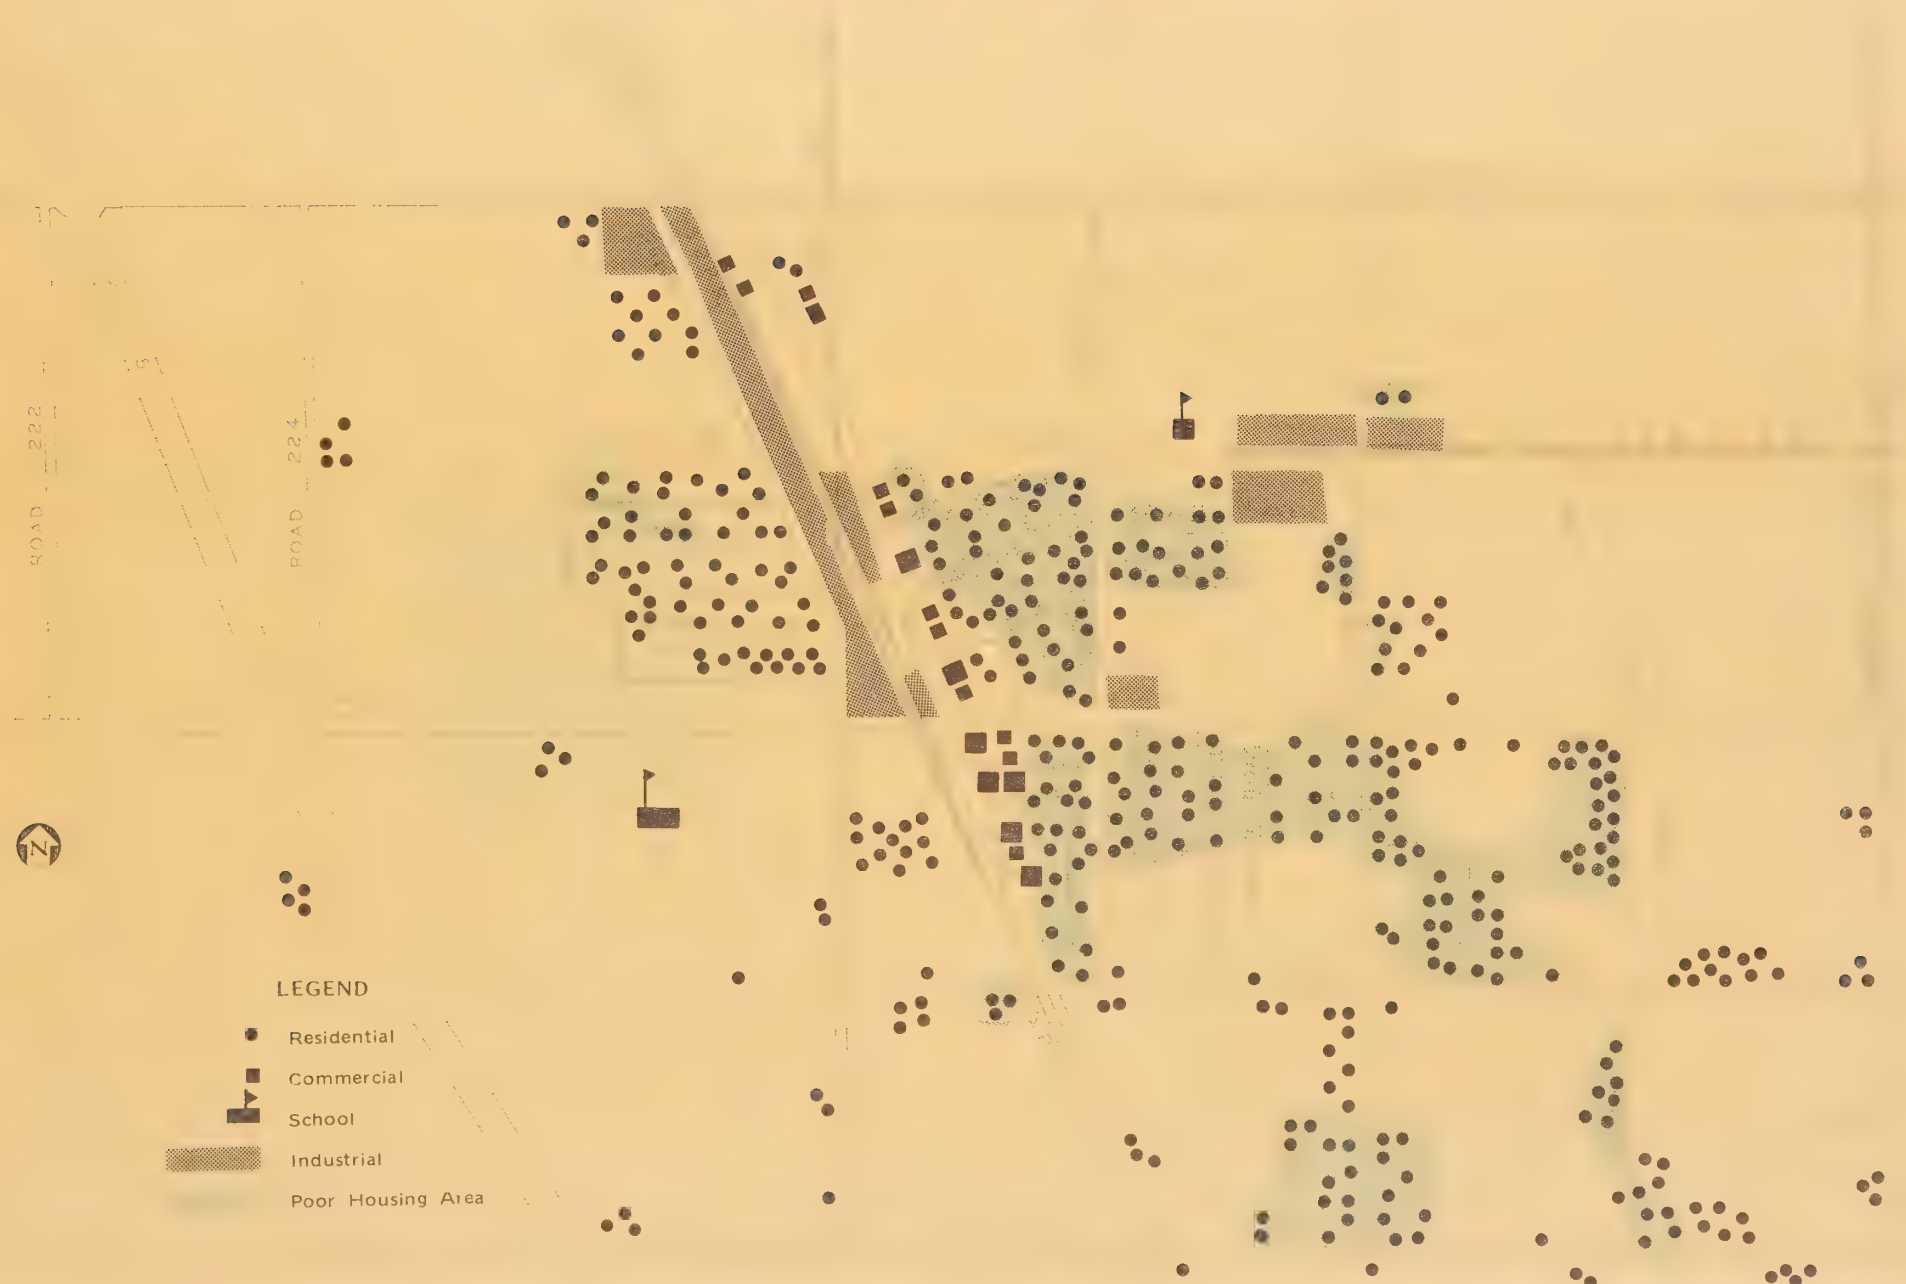 ROAD 222
ROAD 224
N
LEGEND
Residential
Commercial
School
Industrial
Poor Housing Area